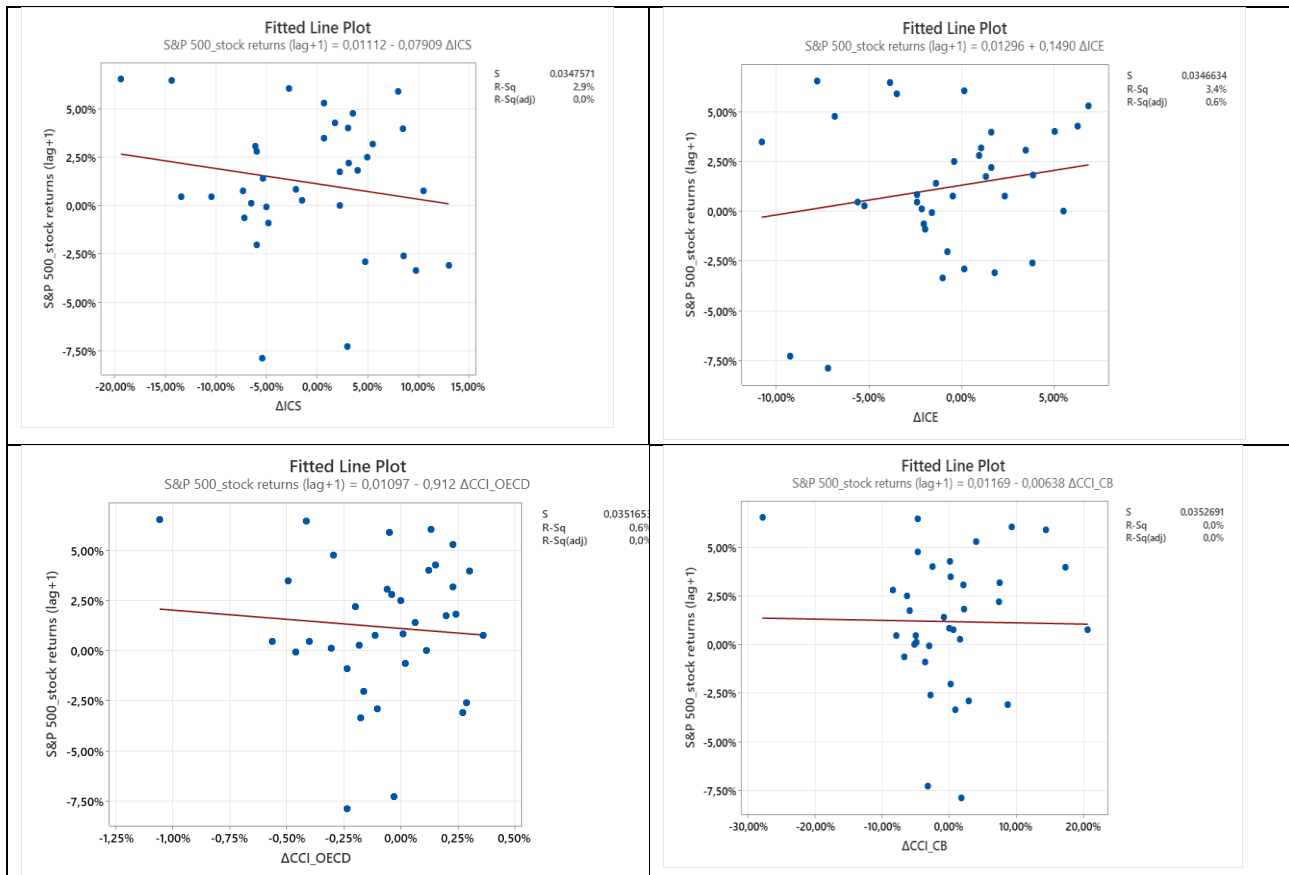 Fitted Line Plot
S&P 500_stock returns (lag+1) = 0,01112 - 0,07909 ΔICS
S 0,0347571
R-Sq 2,9%
R-Sq(adj) 0,0%
S&P 500_stock returns (lag+1)
5,00%
2,50%
0,00%
-2,50%
-5,00%
-7,50%
-20,00% -15,00% -10,00% -5,00% 0,00% 5,00% 10,00% 15,00%
ΔICS
Fitted Line Plot
S&P 500_stock returns (lag+1) = 0,01296 + 0,1490 ΔICE
S 0,0346634
R-Sq 3,4%
R-Sq(adj) 0,6%
S&P 500_stock returns (lag+1)
5,00%
2,50%
0,00%
-2,50%
-5,00%
-7,50%
-10,00% -5,00% 0,00% 5,00%
ΔICE
Fitted Line Plot
S&P 500_stock returns (lag+1) = 0,01097 - 0,912 ΔCCI_OECD
S 0,0351653
R-Sq 0,6%
R-Sq(adj) 0,0%
S&P 500_stock returns (lag+1)
5,00%
2,50%
0,00%
-2,50%
-5,00%
-7,50%
-1,25% -1,00% -0,75% -0,50% -0,25% 0,00% 0,25% 0,50%
ΔCCI_OECD
Fitted Line Plot
S&P 500_stock returns (lag+1) = 0,01169 - 0,00638 ΔCCI_CB
S 0,0352691
R-Sq 0,0%
R-Sq(adj) 0,0%
S&P 500_stock returns (lag+1)
5,00%
2,50%
0,00%
-2,50%
-5,00%
-7,50%
-30,00% -20,00% -10,00% 0,00% 10,00% 20,00%
ΔCCI_CB